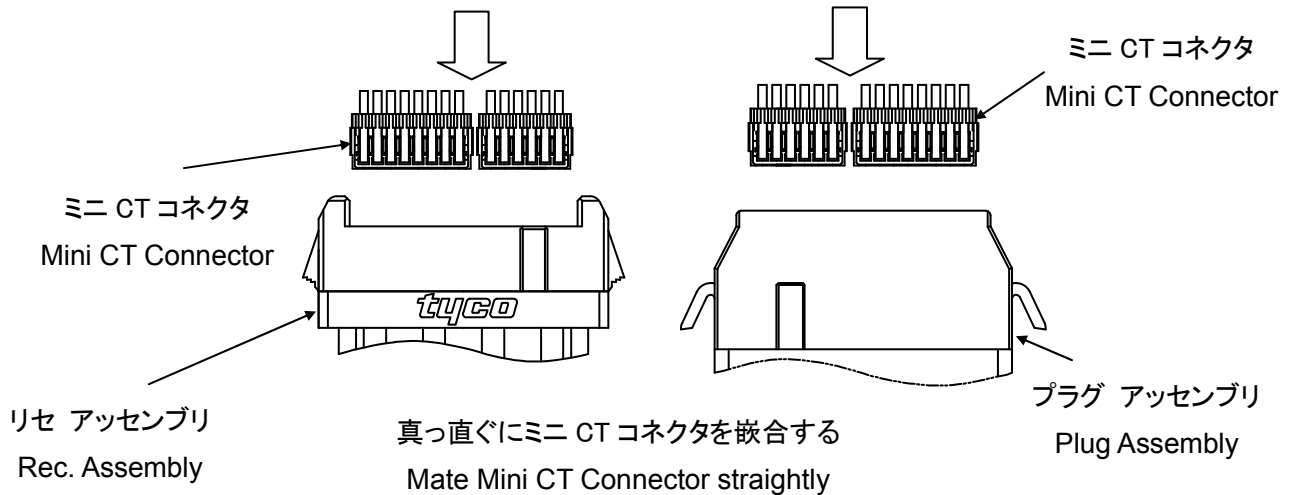 ミニ CT コネクタ
Mini CT Connector
ミニ CT コネクタ
Mini CT Connector
tyco
リセ アッセンブリ
Rec. Assembly
真っ直ぐにミニ CT コネクタを嵌合する
Mate Mini CT Connector straightly
プラグ アッセンブリ
Plug Assembly